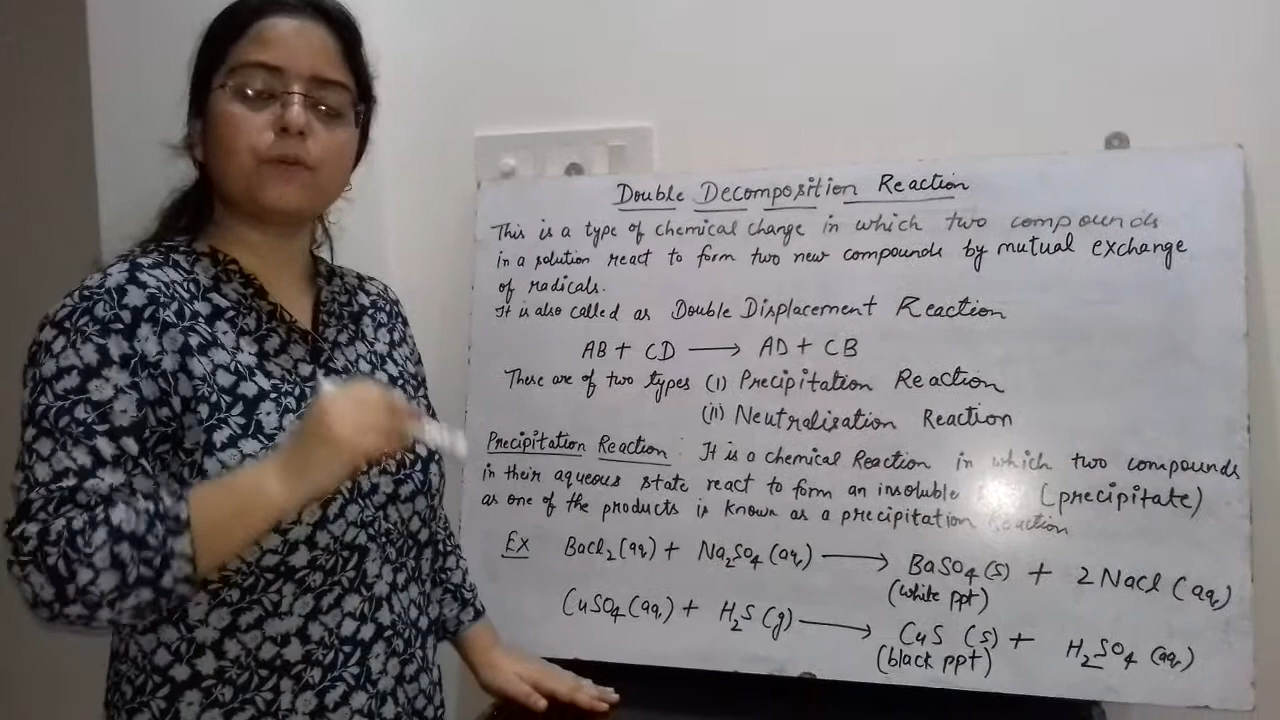 Double Decomposition Reaction
This is a type of chemical change in which two compounds
in a solution react to form two new compounds by mutual exchange
of radicals.
It is also called as Double Displacement Reaction
AB + CD → AD + CB
These are of two types (i) Precipitation Reaction
(ii) Neutralisation Reaction
Precipitation Reaction : It is a chemical Reaction in which two compounds
in their aqueous state react to form an insoluble (precipitate)
as one of the products is known as a precipitation Reaction
Ex BaCl₂(aq) + Na₂SO₄(aq) → BaSO₄(s) + 2NaCl(aq)
(white ppt)
CuSO₄(aq) + H₂S(g) → CuS (s) + H₂SO₄(aq)
(black ppt)